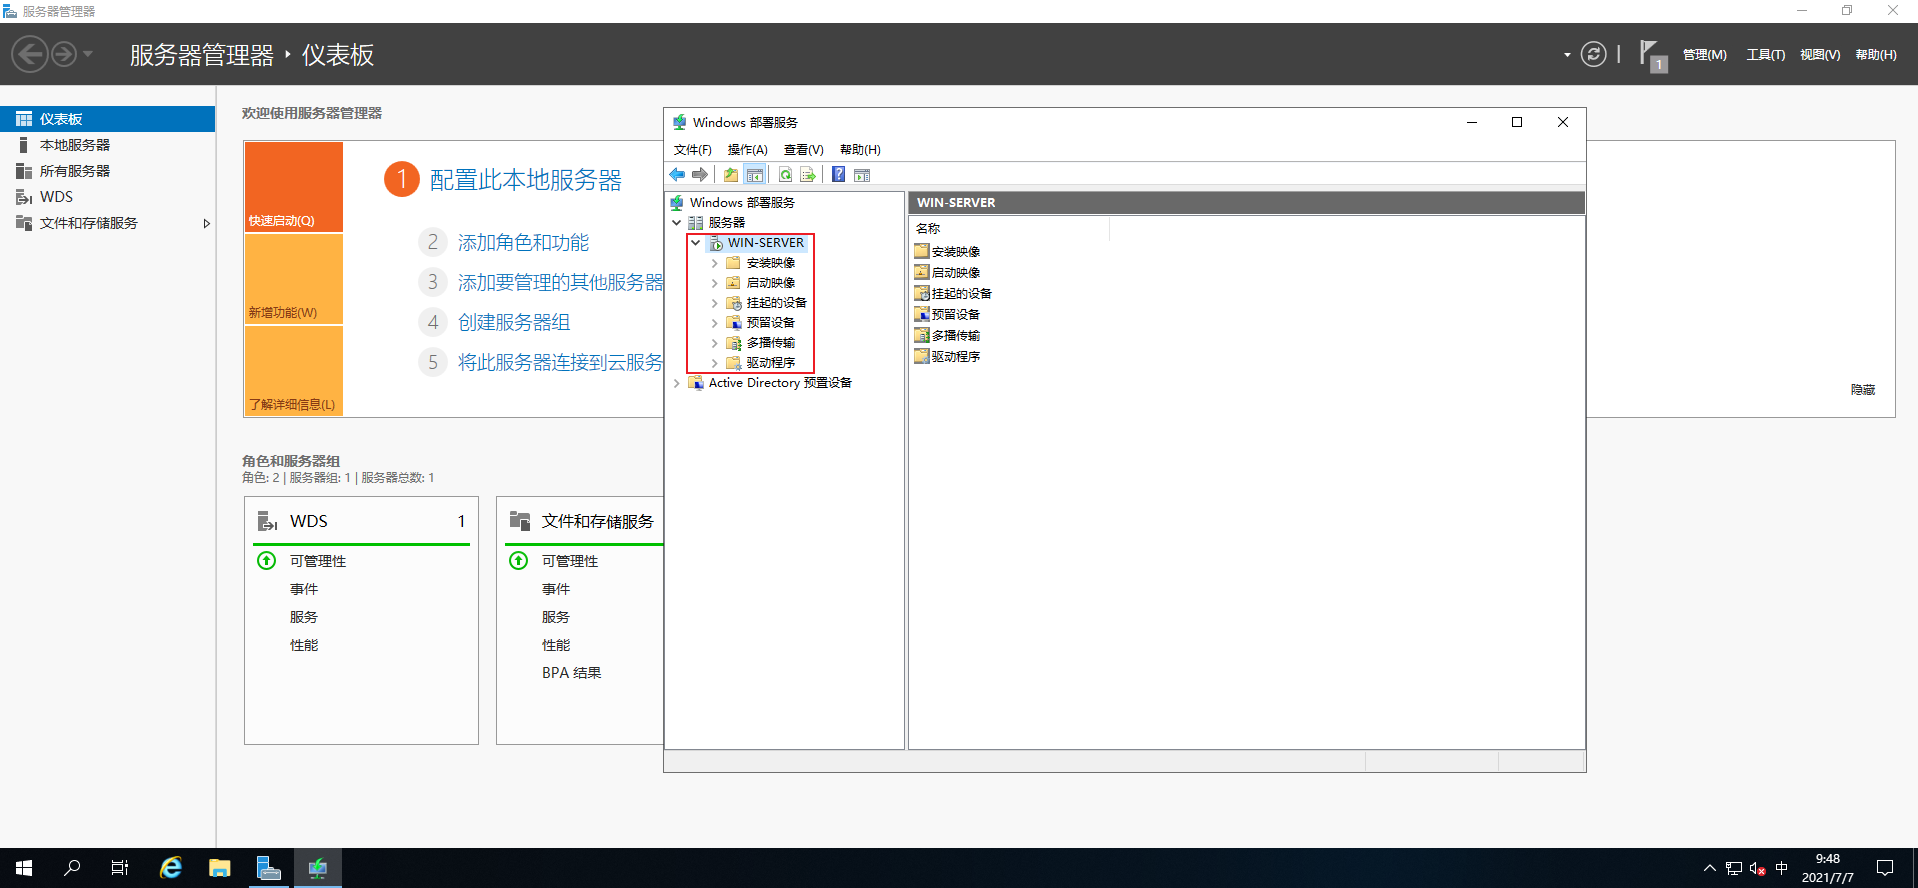 服务器管理器
服务器管理器 · 仪表板
1
管理(M)
工具(T)
视图(V)
帮助(H)
仪表板
本地服务器
所有服务器
WDS
文件和存储服务
欢迎使用服务器管理器
快速启动(Q)
新增功能(W)
了解详细信息(L)
1 配置此本地服务器
2 添加角色和功能
3 添加要管理的其他服务器
4 创建服务器组
5 将此服务器连接到云服务
隐藏
角色和服务器组
角色: 2 | 服务器组: 1 | 服务器总数: 1
WDS 1
可管理性
事件
服务
性能
文件和存储服务
可管理性
事件
服务
性能
BPA 结果
Windows 部署服务
文件(F) 操作(A) 查看(V) 帮助(H)
Windows 部署服务
服务器
WIN-SERVER
安装映像
启动映像
挂起的设备
预留设备
多播传输
驱动程序
Active Directory 预置设备
WIN-SERVER
名称
安装映像
启动映像
挂起的设备
预留设备
多播传输
驱动程序
中
9:48
2021/7/7